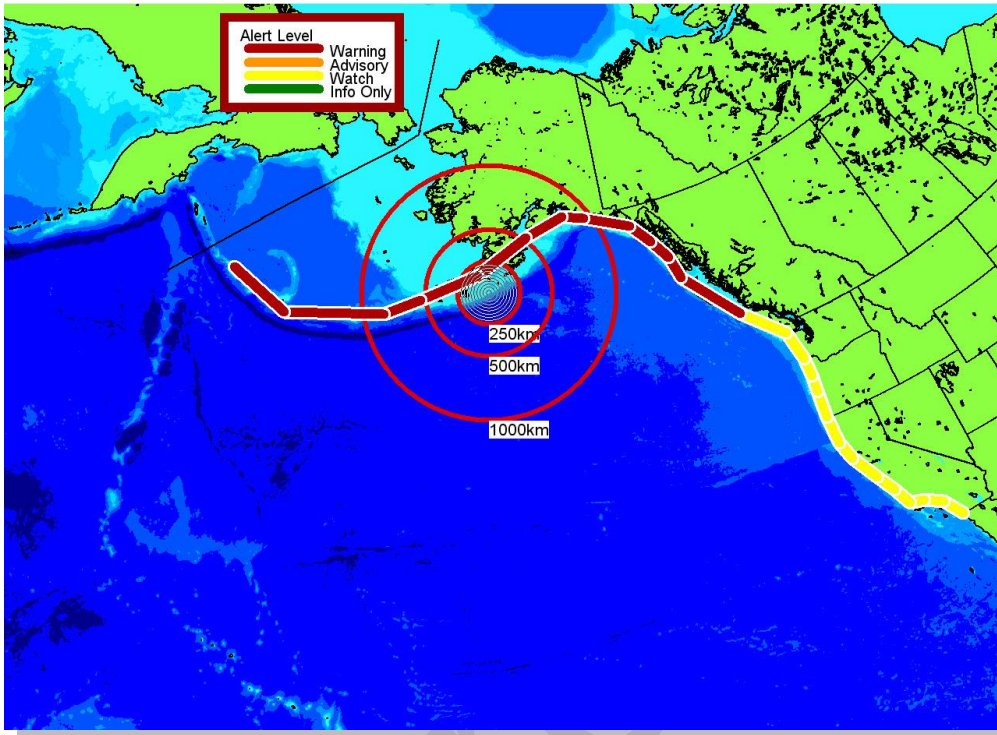 Alert Level
Warning
Advisory
Watch
Info Only
250km
500km
1000km